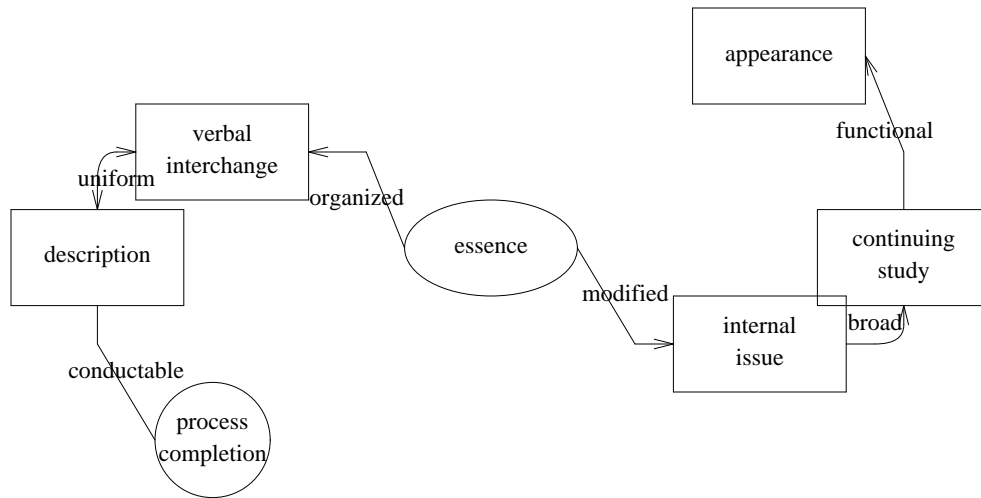 appearance
functional
verbal
interchange
uniform
organized
description
essence
continuing
study
modified
internal
issue
broad
conductable
process
completion